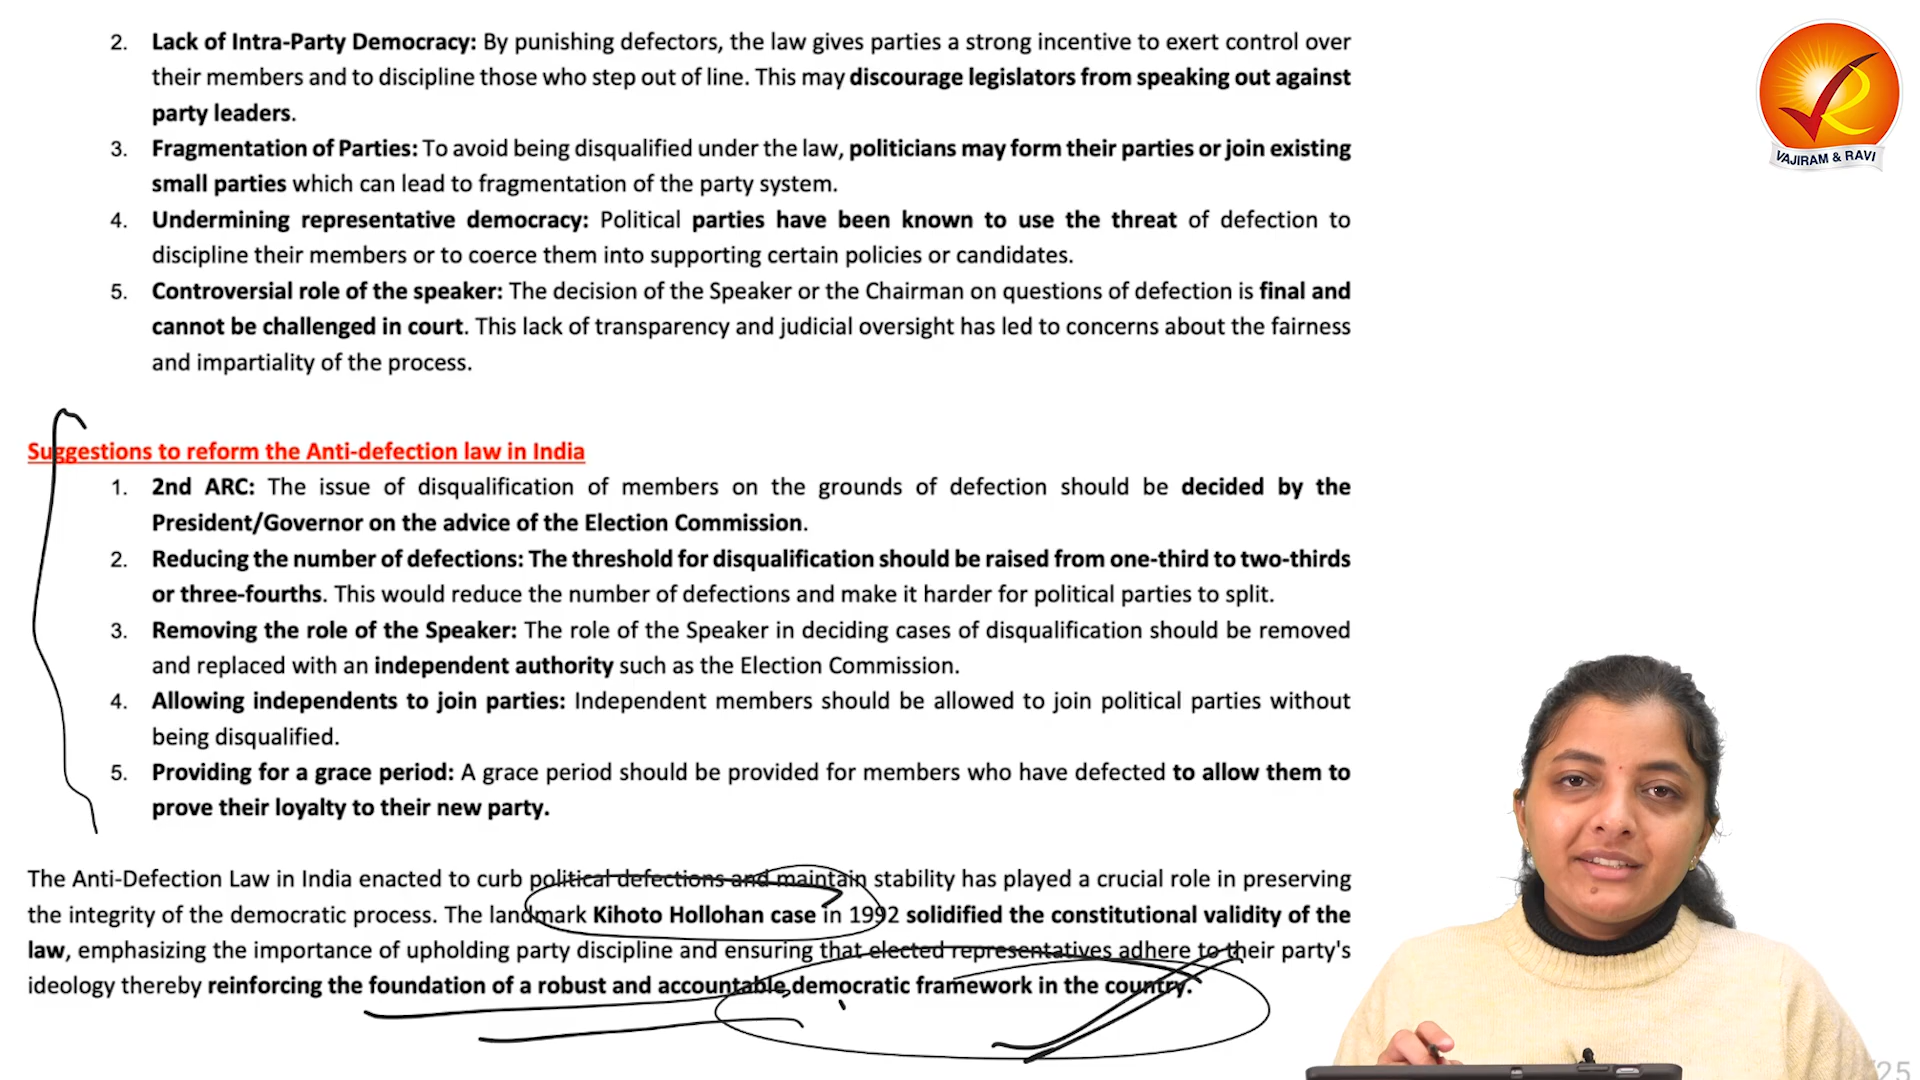 2. Lack of Intra-Party Democracy: By punishing defectors, the law gives parties a strong incentive to exert control over
their members and to discipline those who step out of line. This may discourage legislators from speaking out against
party leaders.
3. Fragmentation of Parties: To avoid being disqualified under the law, politicians may form their parties or join existing
small parties which can lead to fragmentation of the party system.
4. Undermining representative democracy: Political parties have been known to use the threat of defection to
discipline their members or to coerce them into supporting certain policies or candidates.
5. Controversial role of the speaker: The decision of the Speaker or the Chairman on questions of defection is final and
cannot be challenged in court. This lack of transparency and judicial oversight has led to concerns about the fairness
and impartiality of the process.
Suggestions to reform the Anti-defection law in India
1. 2nd ARC: The issue of disqualification of members on the grounds of defection should be decided by the
President/Governor on the advice of the Election Commission.
2. Reducing the number of defections: The threshold for disqualification should be raised from one-third to two-thirds
or three-fourths. This would reduce the number of defections and make it harder for political parties to split.
3. Removing the role of the Speaker: The role of the Speaker in deciding cases of disqualification should be removed
and replaced with an independent authority such as the Election Commission.
4. Allowing independents to join parties: Independent members should be allowed to join political parties without
being disqualified.
5. Providing for a grace period: A grace period should be provided for members who have defected to allow them to
prove their loyalty to their new party.
The Anti-Defection Law in India enacted to curb political defections and maintain stability has played a crucial role in preserving
the integrity of the democratic process. The landmark Kihoto Hollohan case in 1992 solidified the constitutional validity of the
law, emphasizing the importance of upholding party discipline and ensuring that elected representatives adhere to their party's
ideology thereby reinforcing the foundation of a robust and accountable democratic framework in the country.
VAJIRAM & RAVI
25